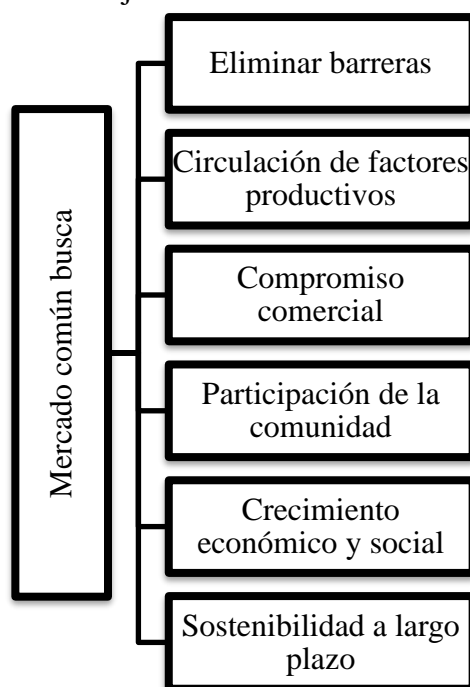 Mercado común busca
Eliminar barreras
Circulación de factores
productivos
Compromiso
comercial
Participación de la
comunidad
Crecimiento
económico y social
Sostenibilidad a largo
plazo